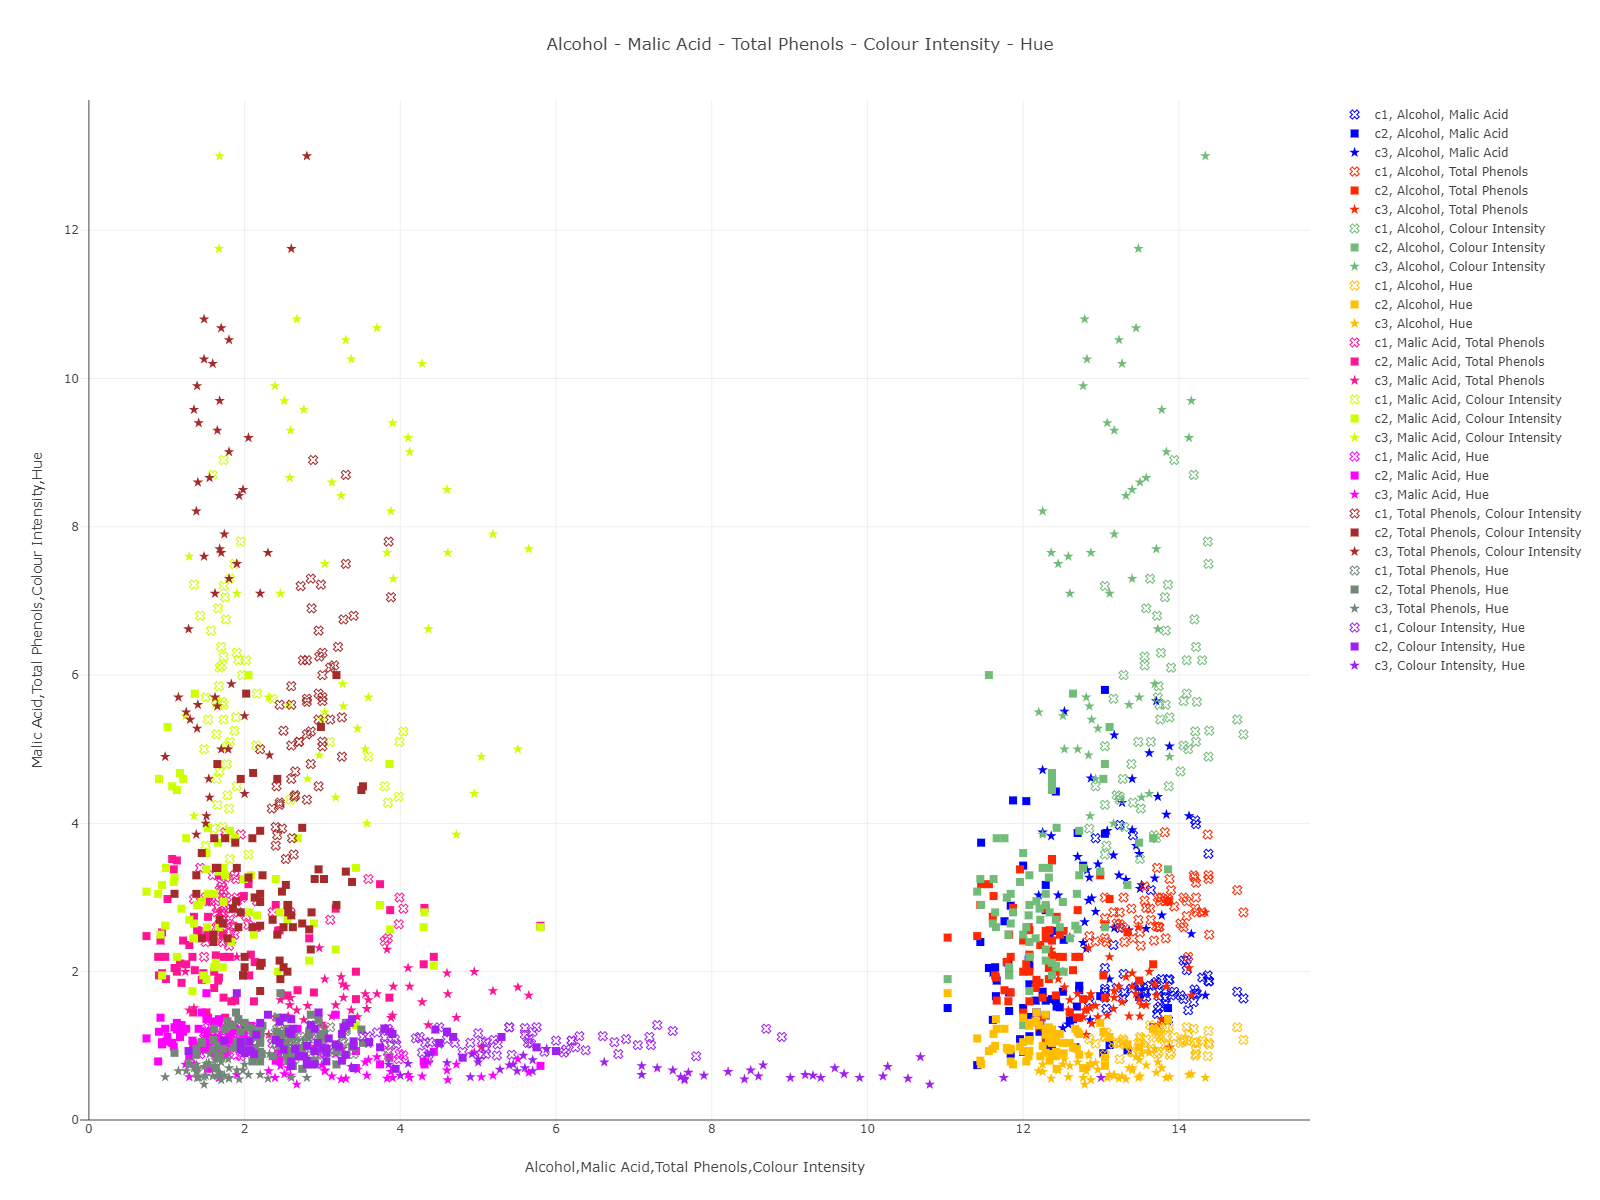 Alcohol - Malic Acid - Total Phenols - Colour Intensity - Hue
c1, Alcohol, Malic Acid
c2, Alcohol, Malic Acid
c3, Alcohol, Malic Acid
c1, Alcohol, Total Phenols
c2, Alcohol, Total Phenols
c3, Alcohol, Total Phenols
c1, Alcohol, Colour Intensity
c2, Alcohol, Colour Intensity
c3, Alcohol, Colour Intensity
c1, Alcohol, Hue
c2, Alcohol, Hue
c3, Alcohol, Hue
c1, Malic Acid, Total Phenols
c2, Malic Acid, Total Phenols
c3, Malic Acid, Total Phenols
c1, Malic Acid, Colour Intensity
c2, Malic Acid, Colour Intensity
c3, Malic Acid, Colour Intensity
c1, Malic Acid, Hue
c2, Malic Acid, Hue
c3, Malic Acid, Hue
c1, Total Phenols, Colour Intensity
c2, Total Phenols, Colour Intensity
c3, Total Phenols, Colour Intensity
c1, Total Phenols, Hue
c2, Total Phenols, Hue
c3, Total Phenols, Hue
c1, Colour Intensity, Hue
c2, Colour Intensity, Hue
c3, Colour Intensity, Hue
Malic Acid,Total Phenols,Colour Intensity,Hue
12
10
8
6
4
2
0
0 2 4 6 8 10 12 14
Alcohol,Malic Acid,Total Phenols,Colour Intensity